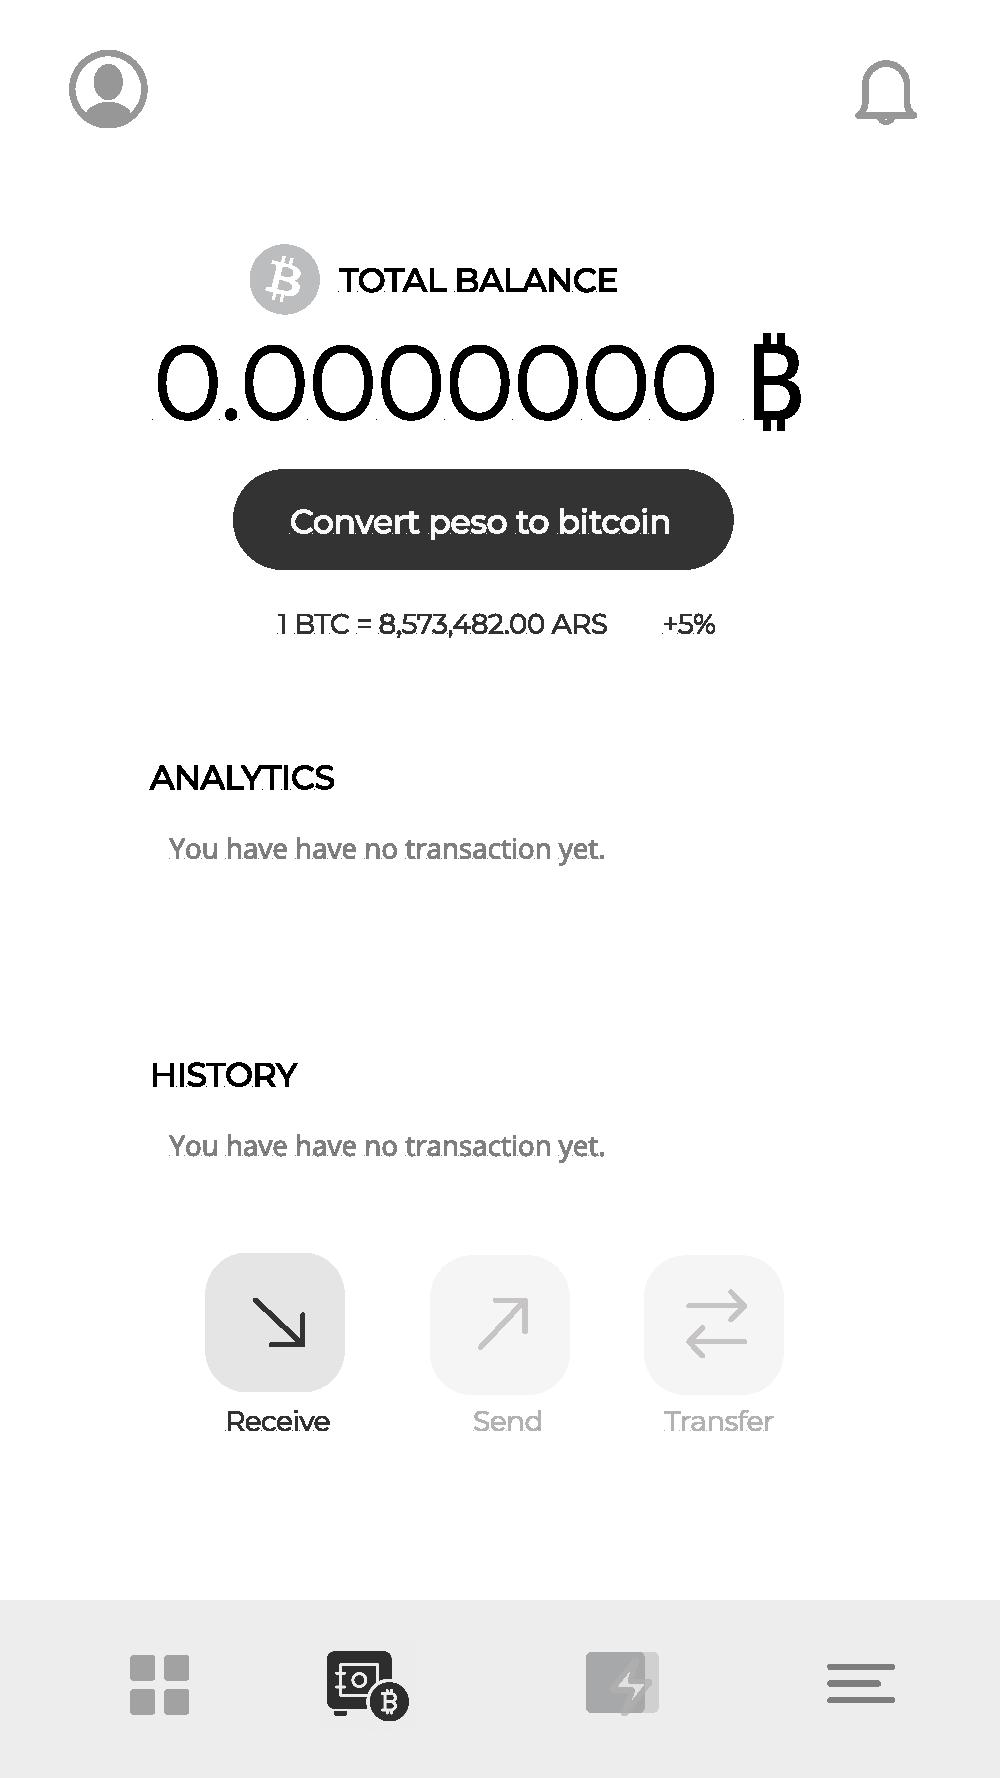 TOTAL BALANCE
0.0000000 ₿
Convert peso to bitcoin
1 BTC = 8,573,482.00 ARS +5%
ANALYTICS
You have have no transaction yet.
HISTORY
You have have no transaction yet.
Receive Send Transfer